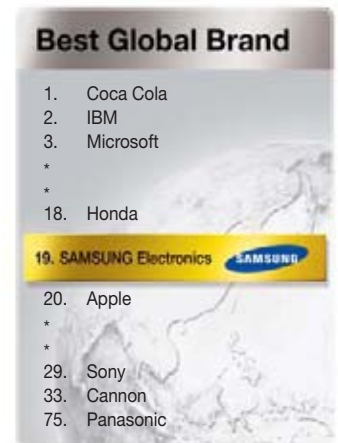 Best Global Brand
1. Coca Cola
2. IBM
3. Microsoft
*
*
18. Honda
19. SAMSUNG Electronics SAMSUNG
20. Apple
*
*
29. Sony
33. Cannon
75. Panasonic